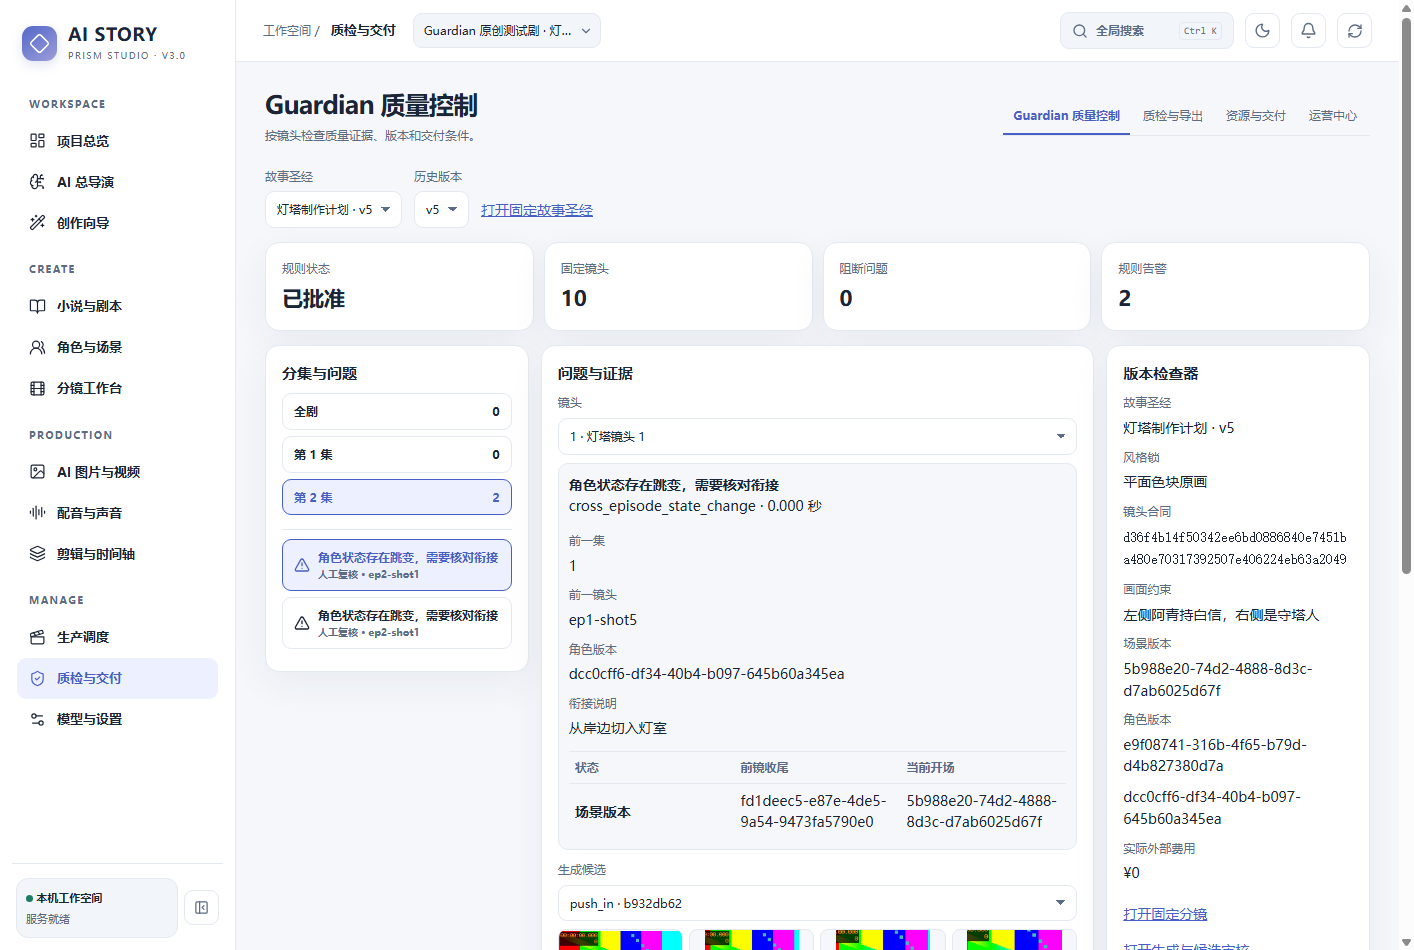 AI STORY
PRISM STUDIO · V3.0
WORKSPACE
项目总览
AI 总导演
创作向导
CREATE
小说与剧本
角色与场景
分镜工作台
PRODUCTION
AI 图片与视频
配音与声音
剪辑与时间轴
MANAGE
生产调度
质检与交付
模型与设置
本机工作空间
服务就绪
工作空间 / 质检与交付
Guardian 原创测试剧 · 灯...
全局搜索 Ctrl K
Guardian 质量控制
按镜头检查质量证据、版本和交付条件。
Guardian 质量控制 质检与导出 资源与交付 运营中心
故事圣经 历史版本
灯塔制作计划 · v5 v5 打开固定故事圣经
规则状态
已批准
固定镜头
10
阻断问题
0
规则告警
2
分集与问题
全剧 0
第 1 集 0
第 2 集 2
角色状态存在跳变，需要核对衔接
人工复核 • ep2-shot1
角色状态存在跳变，需要核对衔接
人工复核 • ep2-shot1
问题与证据
镜头
1 · 灯塔镜头 1
角色状态存在跳变，需要核对衔接
cross_episode_state_change · 0.000 秒
前一集
1
前一镜头
ep1-shot5
角色版本
dcc0cff6-df34-40b4-b097-645b60a345ea
衔接说明
从岸边切入灯室
状态 前镜收尾 当前开场
场景版本 fd1deec5-e87e-4de5-9a54-9473fa5790e0 5b988e20-74d2-4888-8d3c-d7ab6025d67f
生成候选
push_in · b932db62
版本检查器
故事圣经
灯塔制作计划 · v5
风格锁
平面色块原画
镜头合同
d36f4b14f50342ee6bd0886840e7451b
a480e70317392507e406224eb63a2049
画面约束
左侧阿青持白信，右侧是守塔人
场景版本
5b988e20-74d2-4888-8d3c-
d7ab6025d67f
角色版本
e9f08741-316b-4f65-b79d-
d4b827380d7a
dcc0cff6-df34-40b4-b097-
645b60a345ea
实际外部费用
¥0
打开固定分镜
打开生成与候选审核